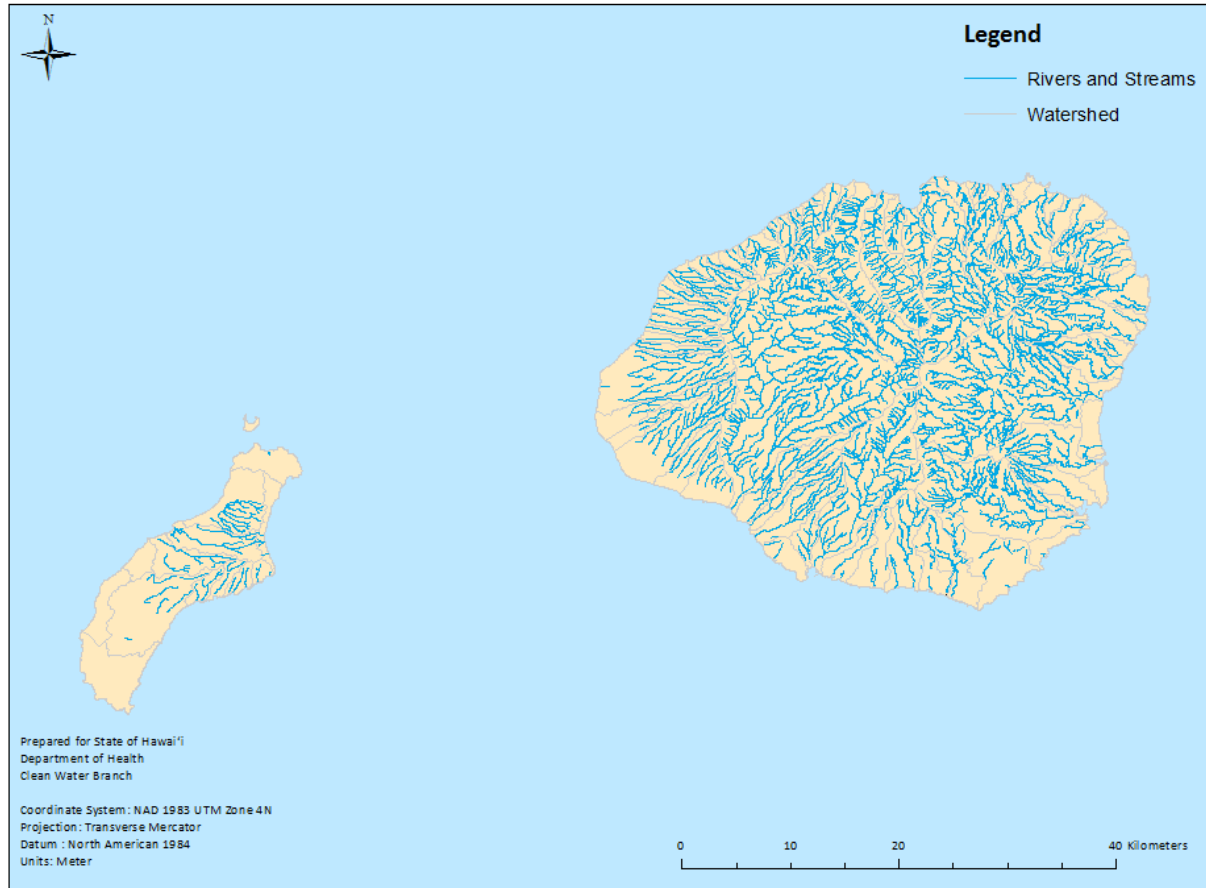 N
Legend
Rivers and Streams
Watershed
Prepared for State of Hawaiʻi
Department of Health
Clean Water Branch
Coordinate System: NAD 1983 UTM Zone 4N
Projection: Transverse Mercator
Datum : North American 1984
Units: Meter
0 10 20 40 Kilometers